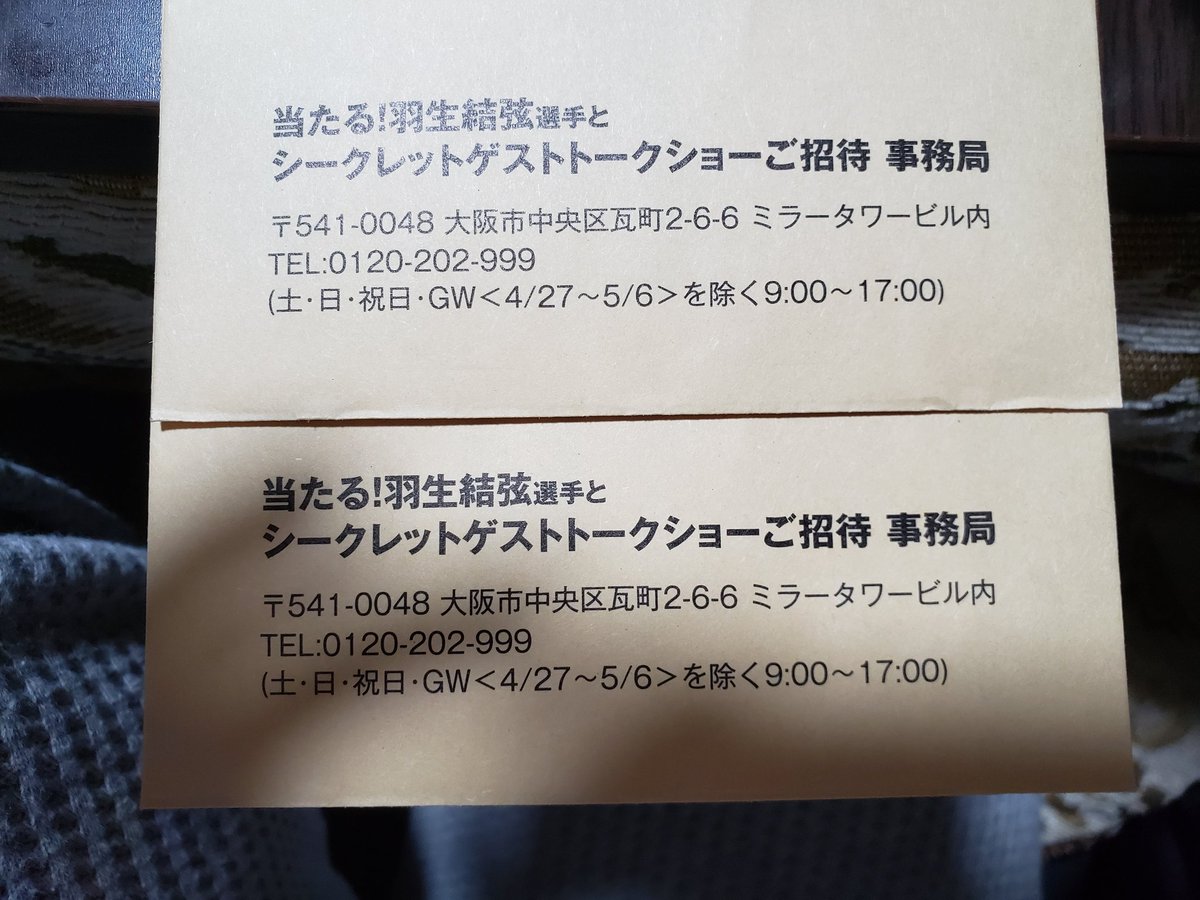 当たる!羽生結弦選手と
シークレットゲストトークショーご招待 事務局
〒541-0048 大阪市中央区瓦町2-6-6 ミラータワービル内
TEL:0120-202-999
(土・日・祝日・GW<4/27～5/6>を除く9:00～17:00)
当たる!羽生結弦選手と
シークレットゲストトークショーご招待 事務局
〒541-0048 大阪市中央区瓦町2-6-6 ミラータワービル内
TEL:0120-202-999
(土・日・祝日・GW<4/27～5/6>を除く9:00～17:00)